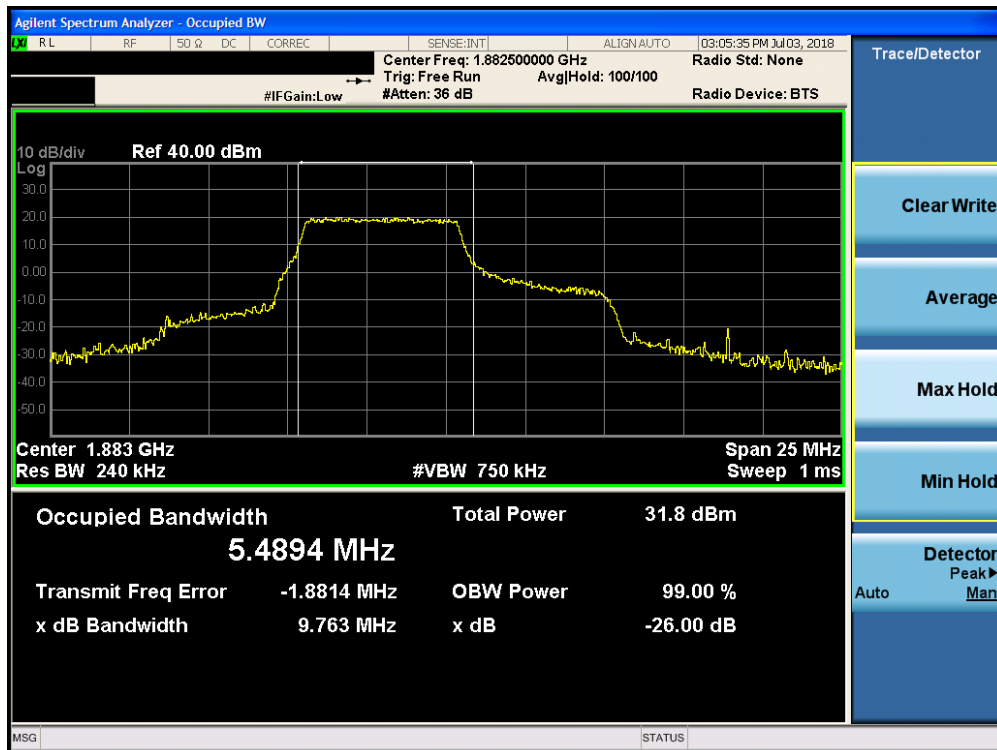 Agilent Spectrum Analyzer - Occupied BW
LXI RL RF 50 Ω DC CORREC SENSE:INT ALIGN AUTO 03:05:35 PM Jul 03, 2018
Center Freq: 1.882500000 GHz Radio Std: None
Trig: Free Run Avg|Hold: 100/100
#IFGain:Low #Atten: 36 dB Radio Device: BTS
Trace/Detector
10 dB/div Ref 40.00 dBm
Log
30.0
20.0
10.0
0.00
-10.0
-20.0
-30.0
-40.0
-50.0
Center 1.883 GHz Span 25 MHz
Res BW 240 kHz #VBW 750 kHz Sweep 1 ms
Occupied Bandwidth Total Power 31.8 dBm
5.4894 MHz
Transmit Freq Error -1.8814 MHz OBW Power 99.00 %
x dB Bandwidth 9.763 MHz x dB -26.00 dB
Clear Write
Average
Max Hold
Min Hold
Detector
Peak▶
Auto Man
MSG STATUS